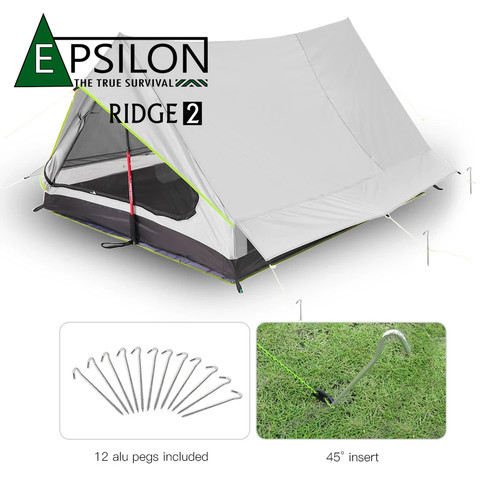 EPSILON
THE TRUE SURVIVAL
RIDGE 2
12 alu pegs included
45° insert